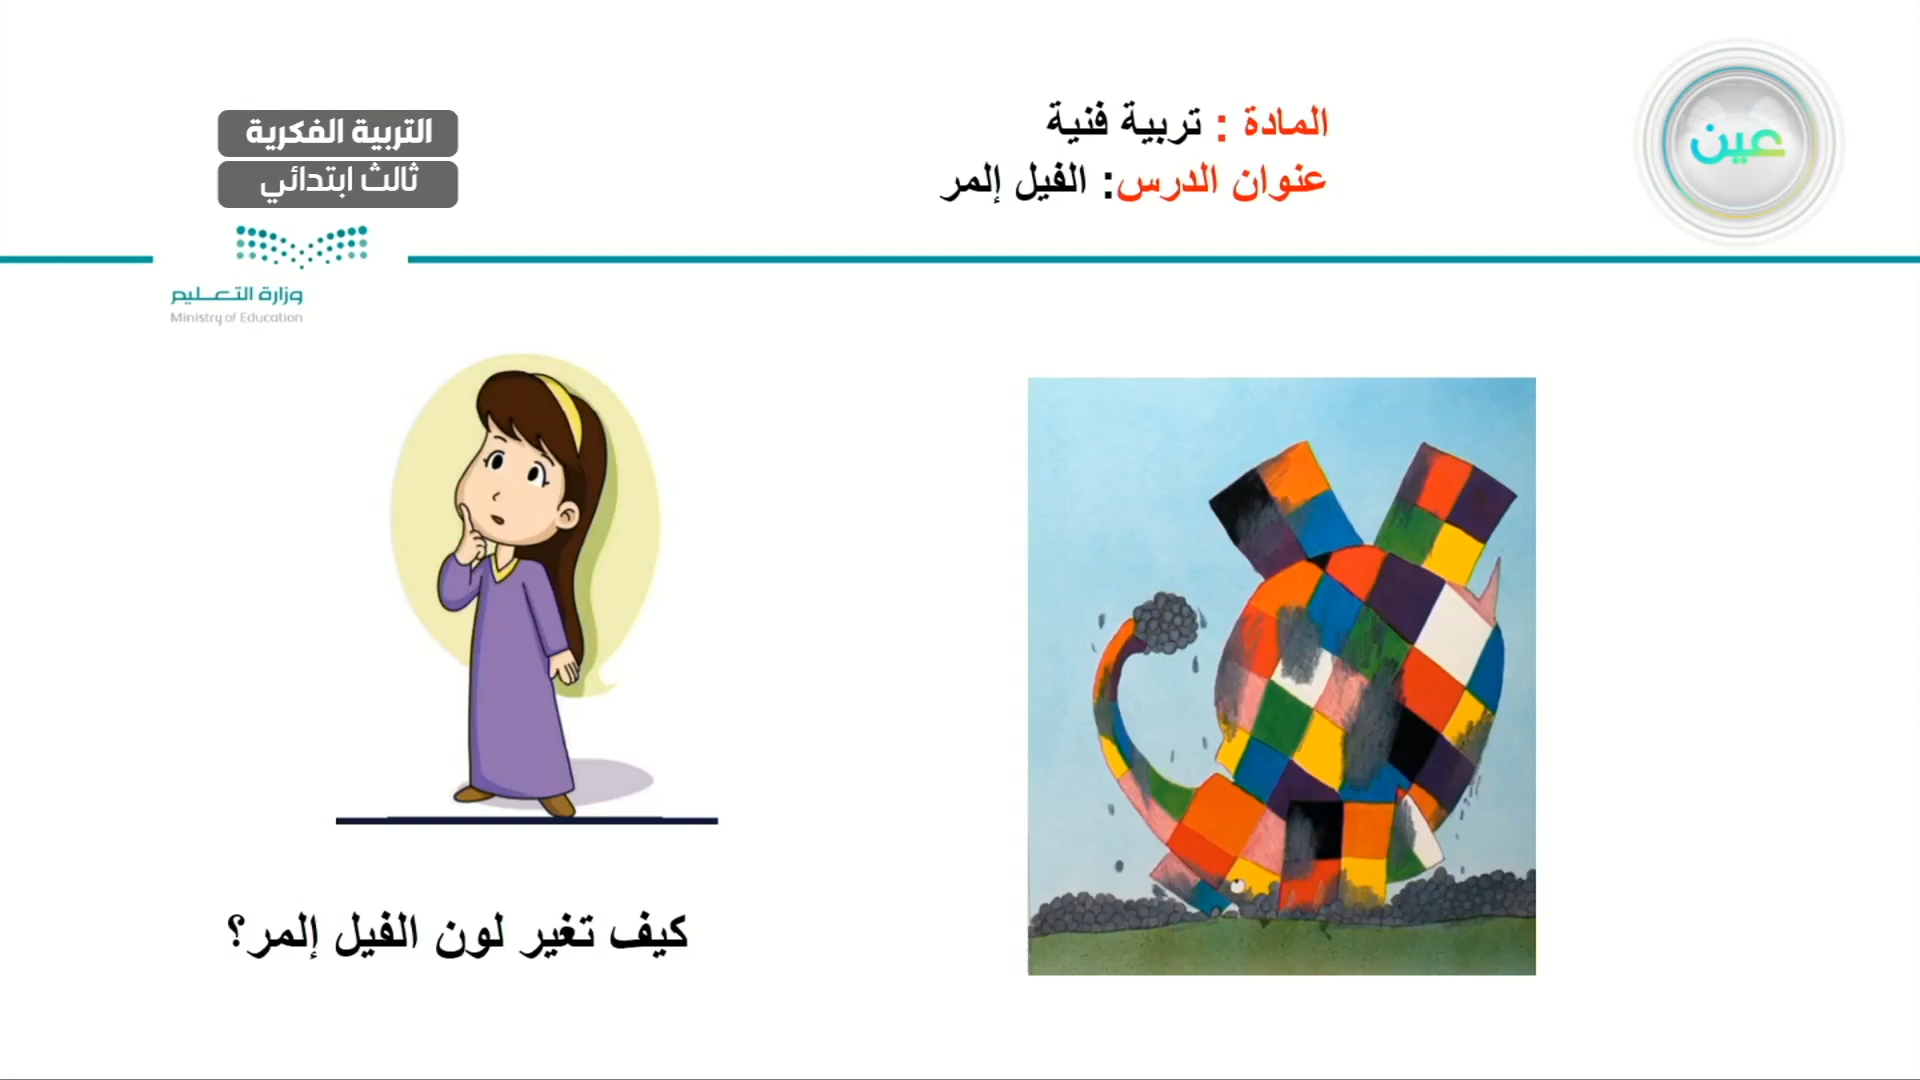 عين
المادة : تربية فنية
عنوان الدرس: الفيل إلمر
التربية الفكرية
ثالث ابتدائي
وزارة التعليم
Ministry of Education
كيف تغير لون الفيل إلمر؟